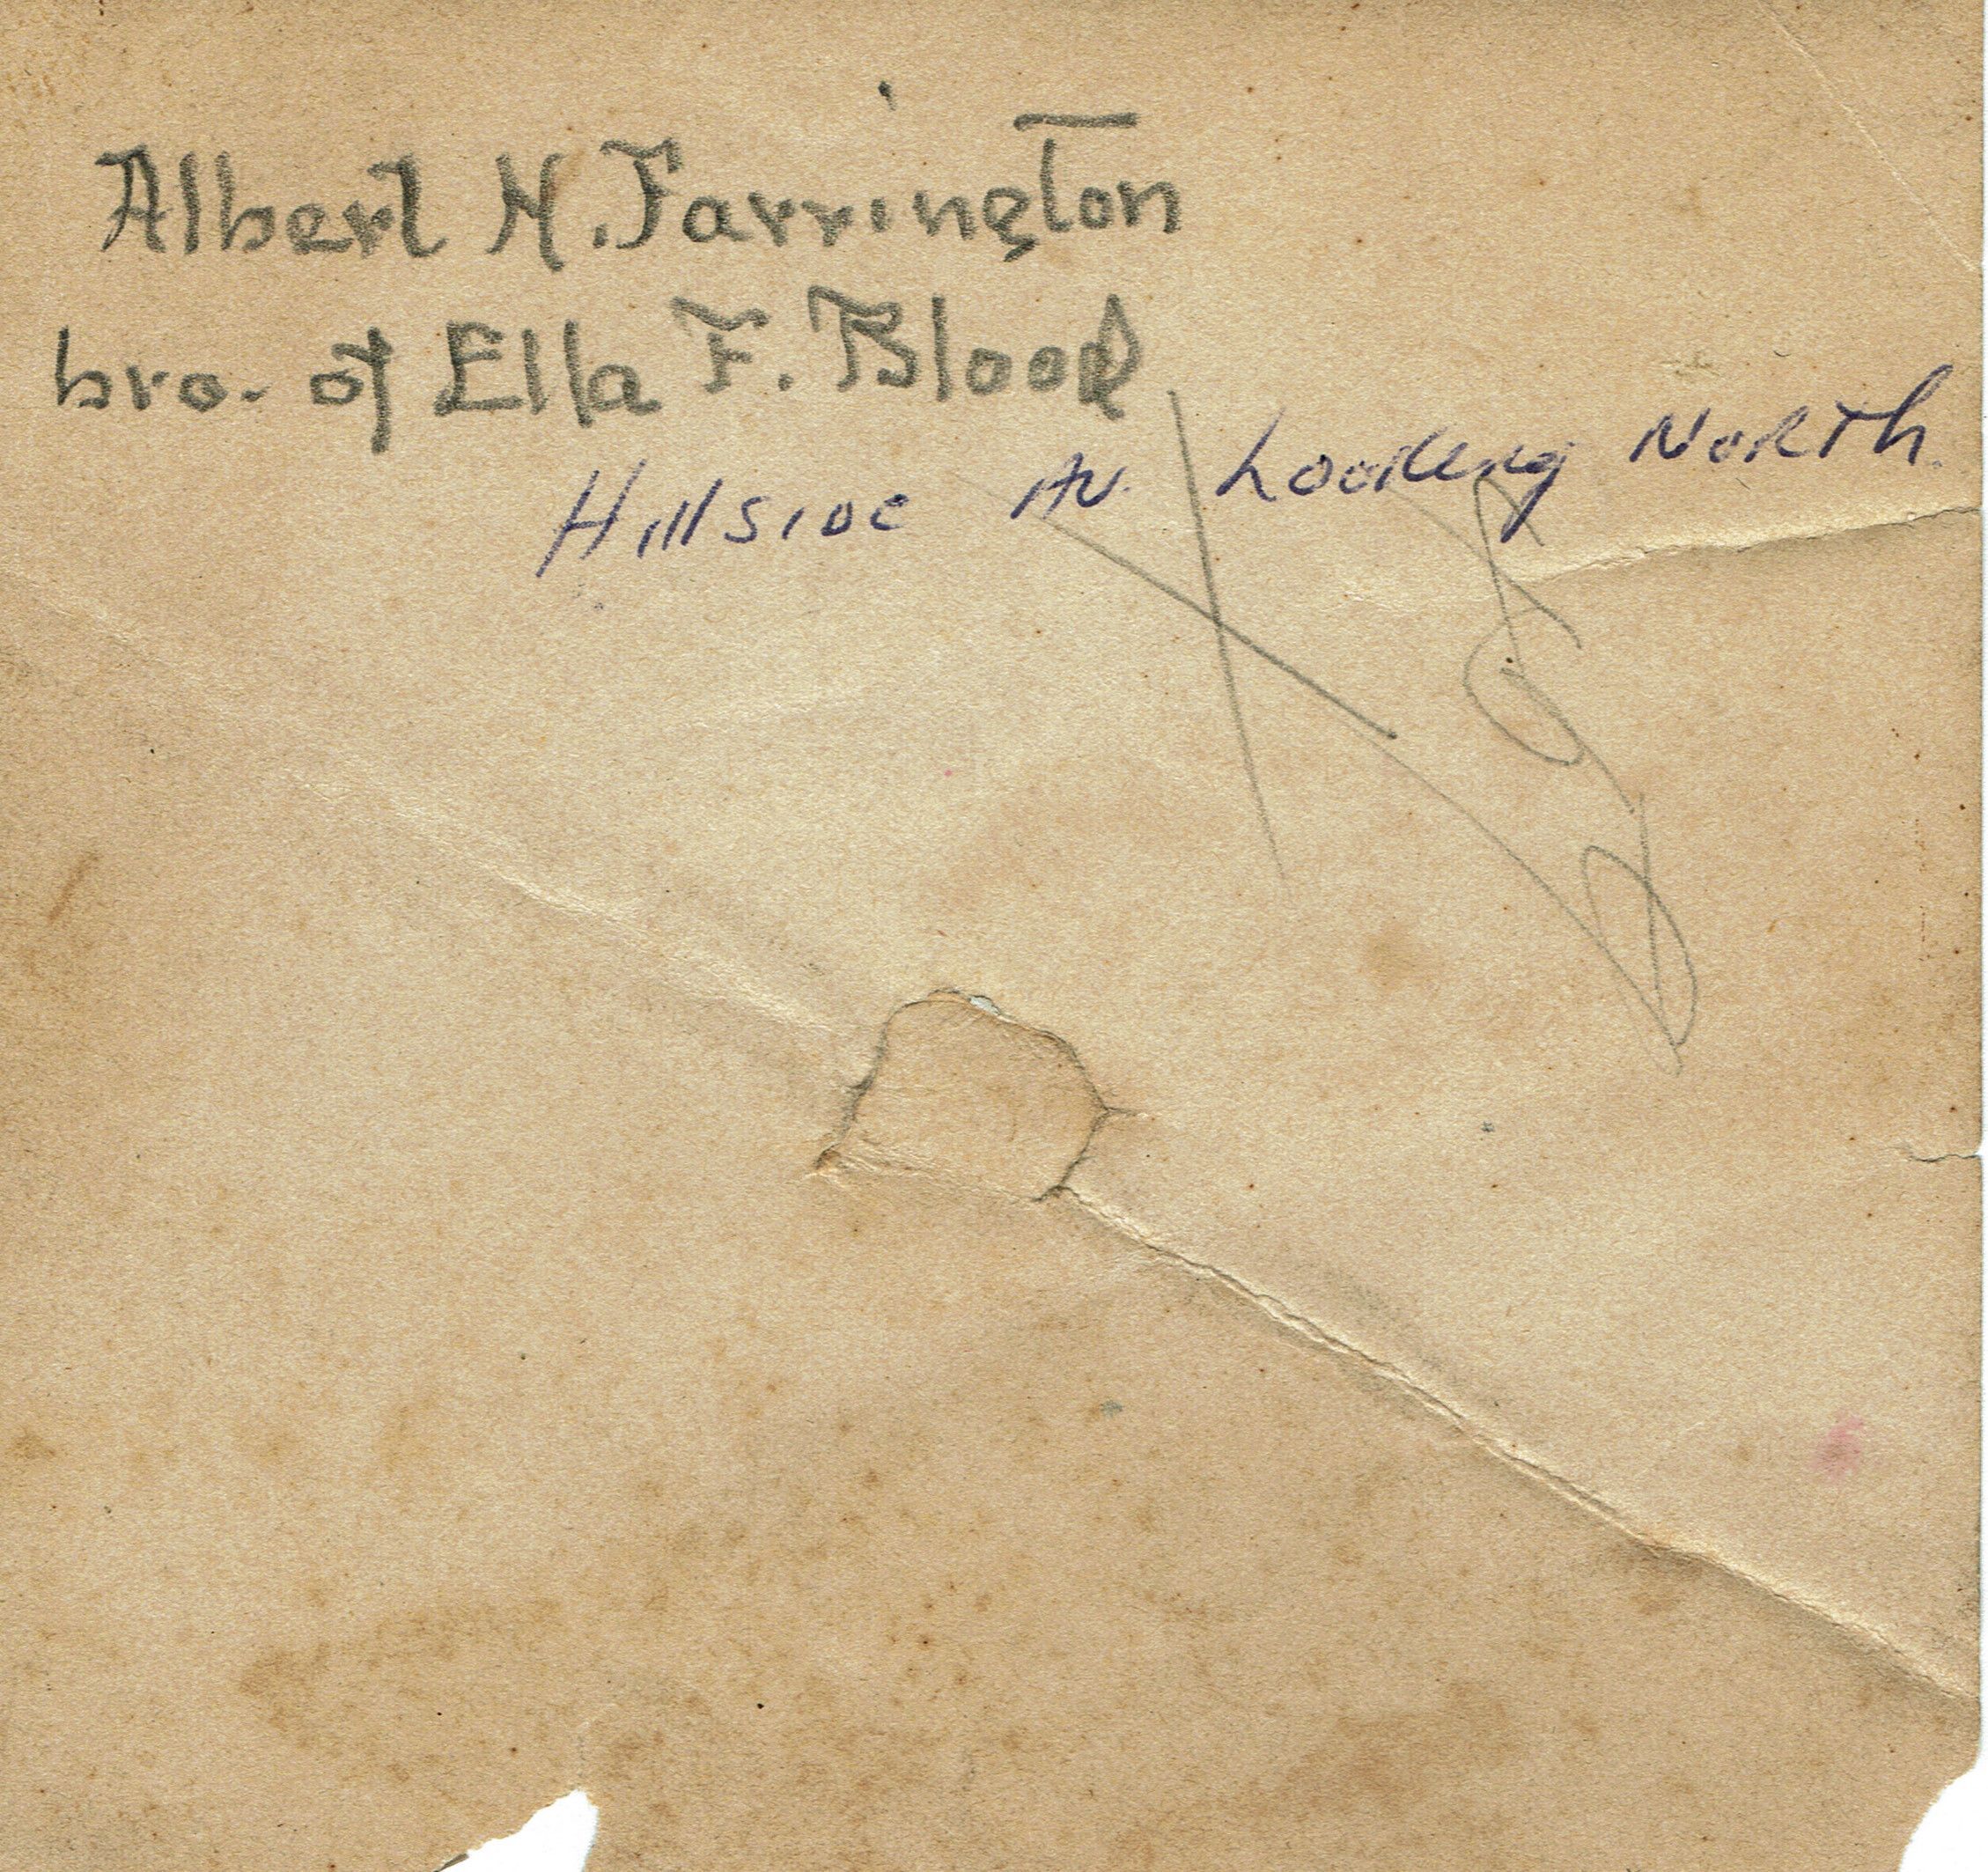 Albert N. Farrington
bro. of Ella F. Blood
Hillside Av. Looking North.